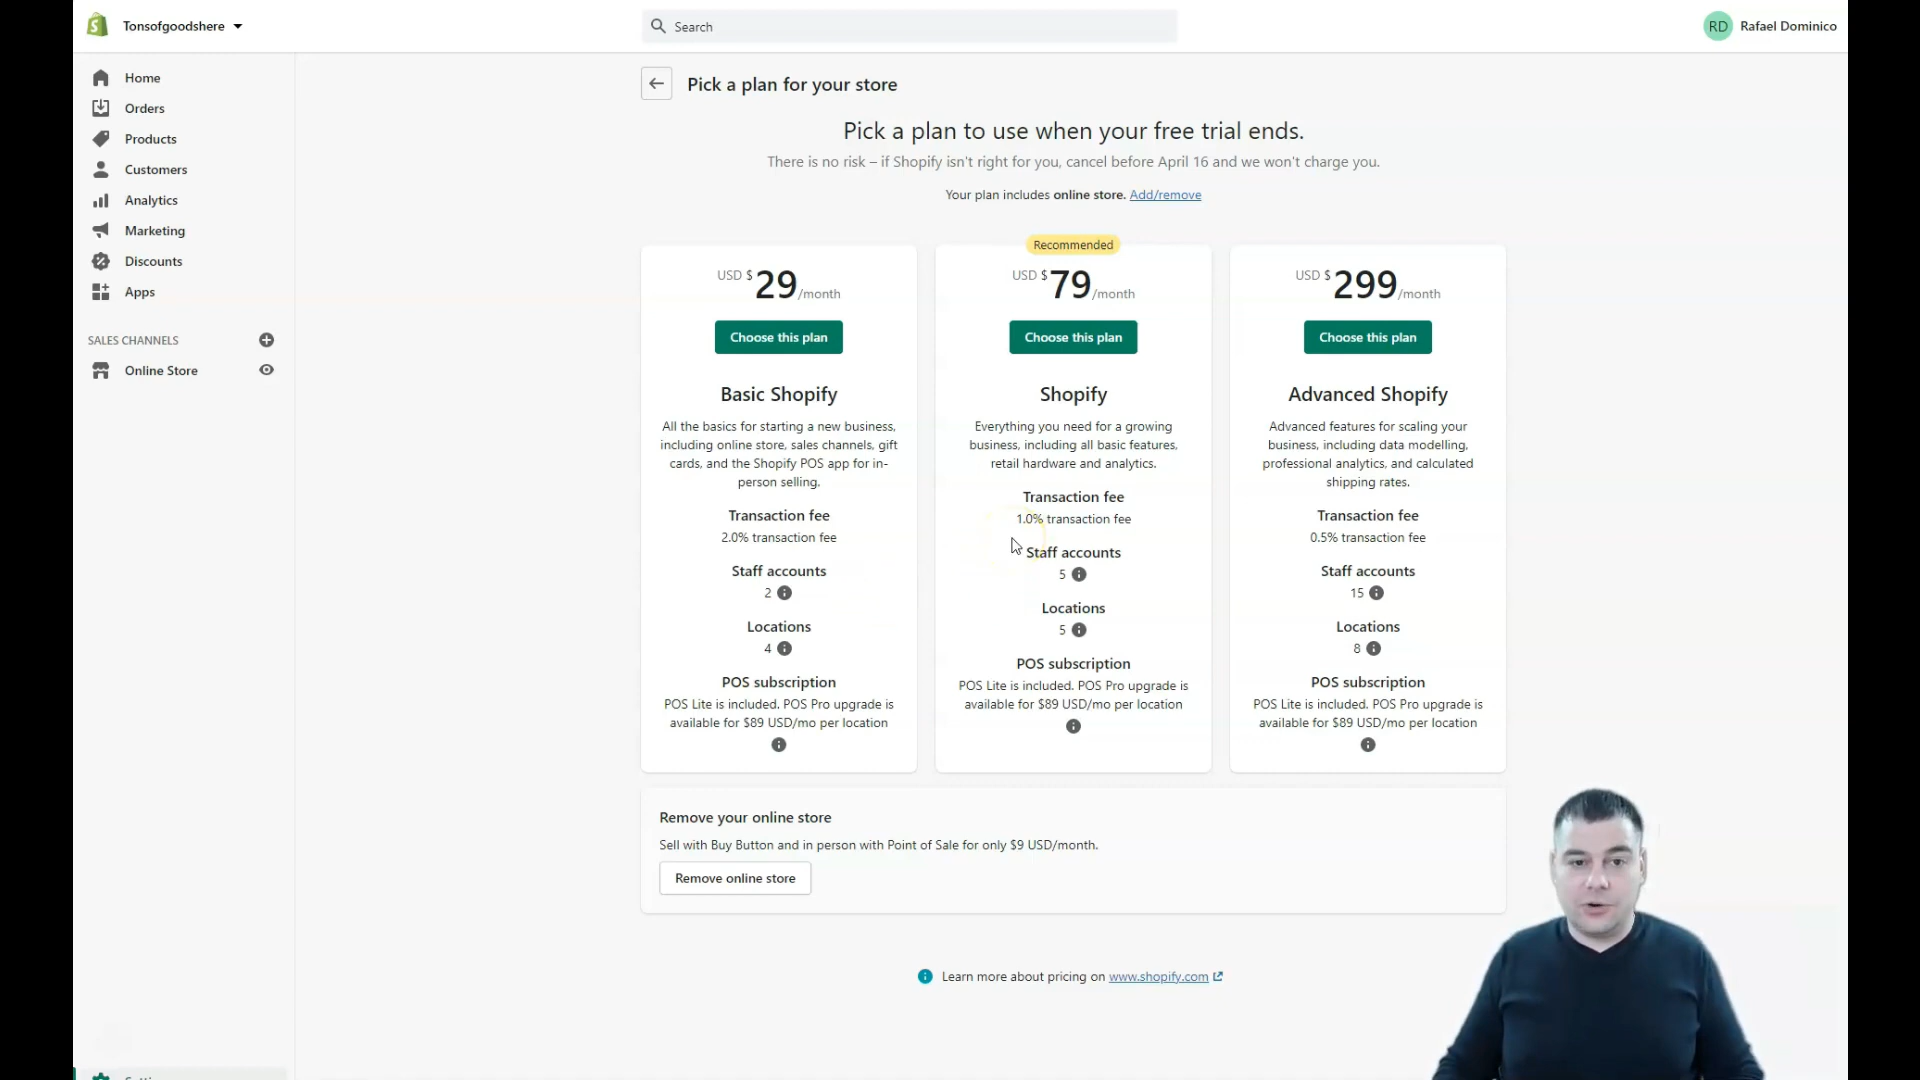 Tonsofgoodshere
Search
RD Rafael Dominico
Home
Orders
Products
Customers
Analytics
Marketing
Discounts
Apps
SALES CHANNELS
Online Store
Pick a plan for your store
Pick a plan to use when your free trial ends.
There is no risk – if Shopify isn't right for you, cancel before April 16 and we won't charge you.
Your plan includes online store. Add/remove
USD $ 29 /month
Choose this plan
Basic Shopify
All the basics for starting a new business,
including online store, sales channels, gift
cards, and the Shopify POS app for in-
person selling.
Transaction fee
2.0% transaction fee
Staff accounts
2
Locations
4
POS subscription
POS Lite is included. POS Pro upgrade is
available for $89 USD/mo per location
Recommended
USD $ 79 /month
Choose this plan
Shopify
Everything you need for a growing
business, including all basic features,
retail hardware and analytics.
Transaction fee
1.0% transaction fee
Staff accounts
5
Locations
5
POS subscription
POS Lite is included. POS Pro upgrade is
available for $89 USD/mo per location
USD $ 299 /month
Choose this plan
Advanced Shopify
Advanced features for scaling your
business, including data modelling,
professional analytics, and calculated
shipping rates.
Transaction fee
0.5% transaction fee
Staff accounts
15
Locations
8
POS subscription
POS Lite is included. POS Pro upgrade is
available for $89 USD/mo per location
Remove your online store
Sell with Buy Button and in person with Point of Sale for only $9 USD/month.
Remove online store
Learn more about pricing on www.shopify.com